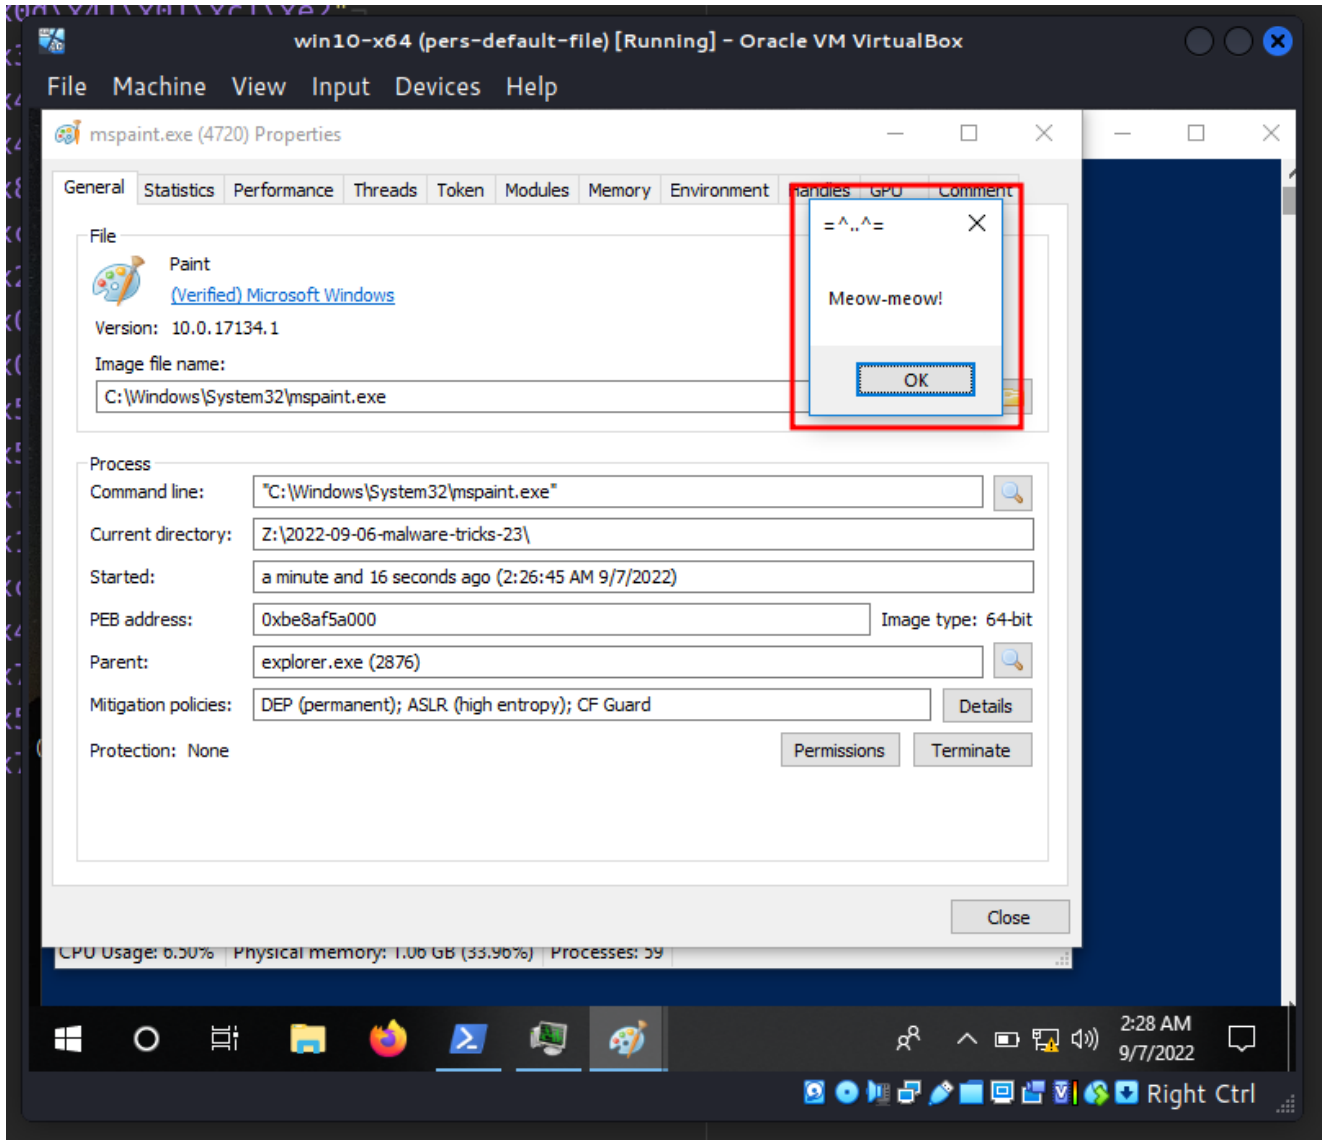 win10-x64 (pers-default-file) [Running] - Oracle VM VirtualBox
File Machine View Input Devices Help
mspaint.exe (4720) Properties
General Statistics Performance Threads Token Modules Memory Environment Handles GPU Comment
=^..^=
Meow-meow!
OK
File
Paint
(Verified) Microsoft Windows
Version: 10.0.17134.1
Image file name:
C:\Windows\System32\mspaint.exe
Process
Command line: "C:\Windows\System32\mspaint.exe"
Current directory: Z:\2022-09-06-malware-tricks-23\
Started: a minute and 16 seconds ago (2:26:45 AM 9/7/2022)
PEB address: 0xbe8af5a000 Image type: 64-bit
Parent: explorer.exe (2876)
Mitigation policies: DEP (permanent); ASLR (high entropy); CF Guard Details
Protection: None Permissions Terminate
Close
CPU Usage: 6.50% Physical memory: 1.06 GB (33.96%) Processes: 59
2:28 AM
9/7/2022
Right Ctrl